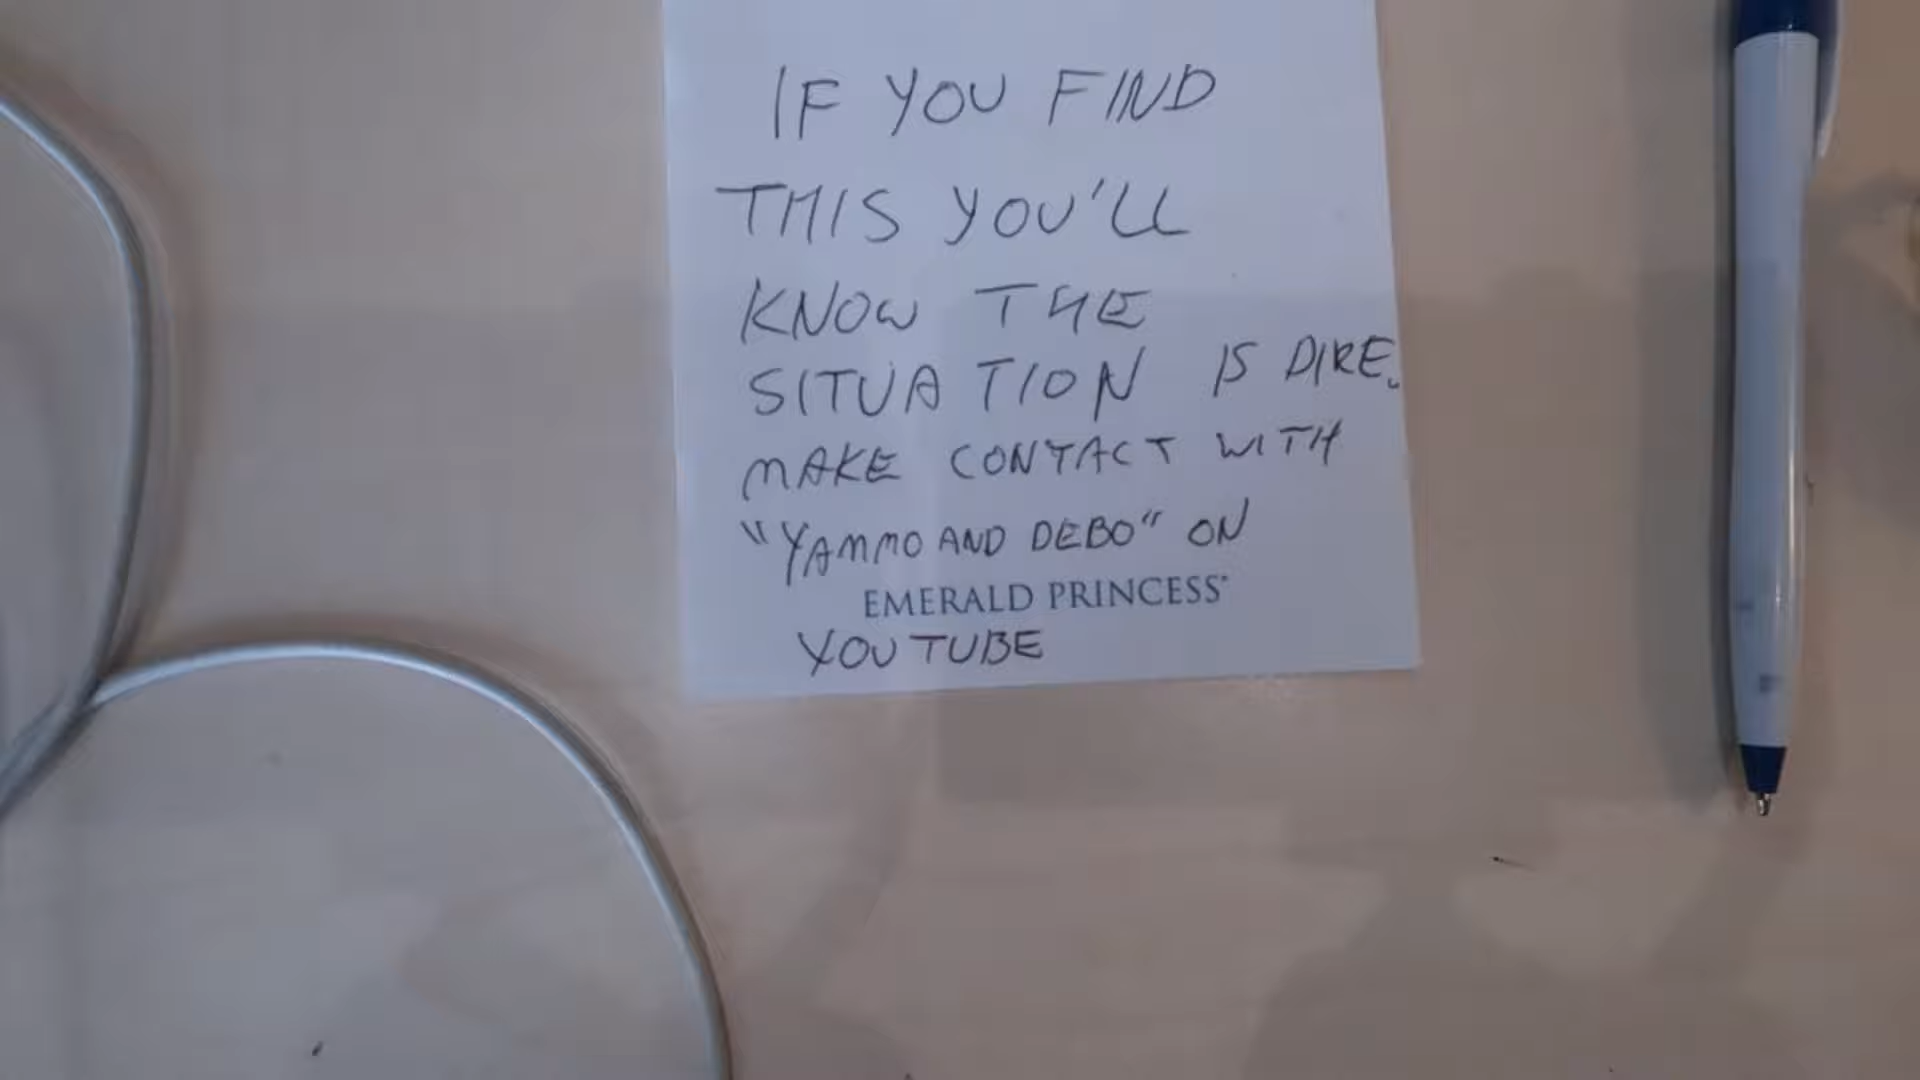 IF YOU FIND
THIS YOU'LL
KNOW THE
SITUATION IS DIRE.
MAKE CONTACT WITH
"YAMMO AND DEBO" ON
EMERALD PRINCESS®
YOUTUBE